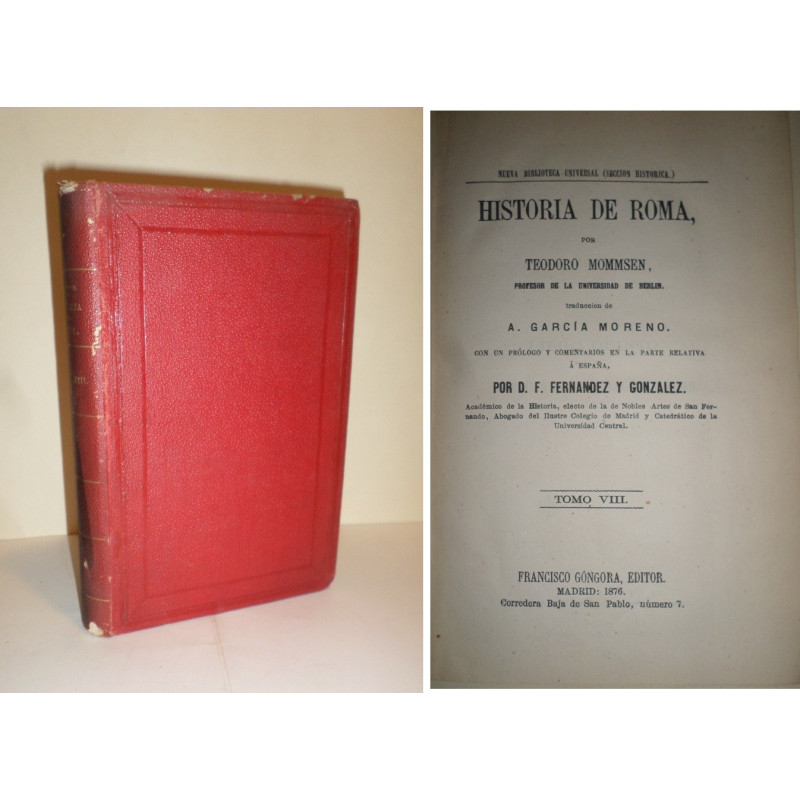 NUEVA BIBLIOTECA UNIVERSAL (SECCION HISTORICA.)
HISTORIA DE ROMA,
POR
TEODORO MOMMSEN,
PROFESOR DE LA UNIVERSIDAD DE BERLIN.
traduccion de
A. GARCÍA MORENO.
CON UN PRÓLOGO Y COMENTARIOS EN LA PARTE RELATIVA
Á ESPAÑA,
POR D. F. FERNANDEZ Y GONZALEZ.
Académico de la Historia, electo de la de Nobles Artes de San Fer-
nando, Abogado del Ilustre Colegio de Madrid y Catedrático de la
Universidad Central.
TOMO VIII.
FRANCISCO GÓNGORA, EDITOR.
MADRID: 1876.
Corredera Baja de San Pablo, número 7.